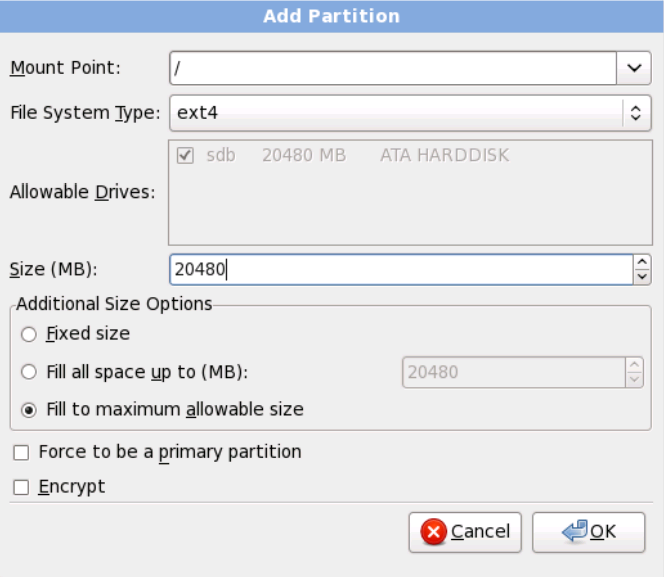 Add Partition
Mount Point: /
File System Type: ext4
sdb 20480 MB ATA HARDDISK
Allowable Drives:
Size (MB): 20480
Additional Size Options
Fixed size
Fill all space up to (MB): 20480
Fill to maximum allowable size
Force to be a primary partition
Encrypt
Cancel OK